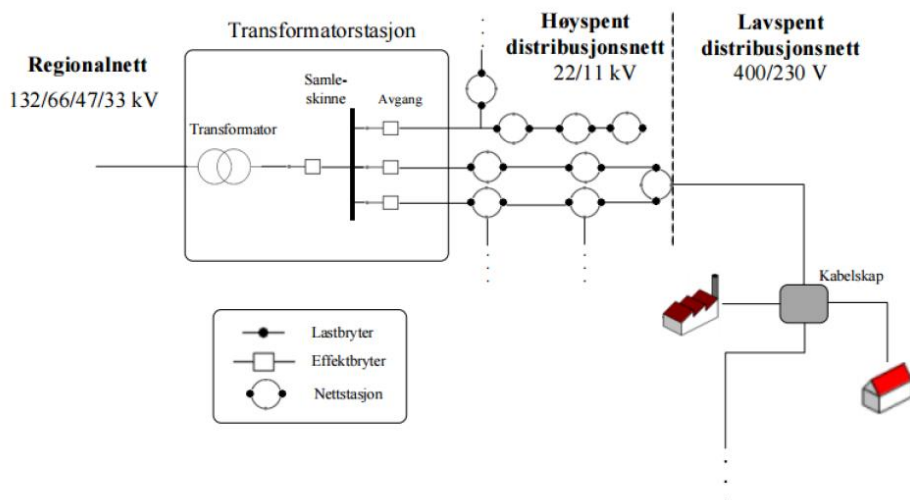 Transformatorstasjon
Regionalnett
132/66/47/33 kV
Høyspent
distribusjonsnett
22/11 kV
Lavspent
distribusjonsnett
400/230 V
Samle-
skinne
Avgang
Transformator
Kabelskap
Lastbryter
Effektbryter
Nettstasjon